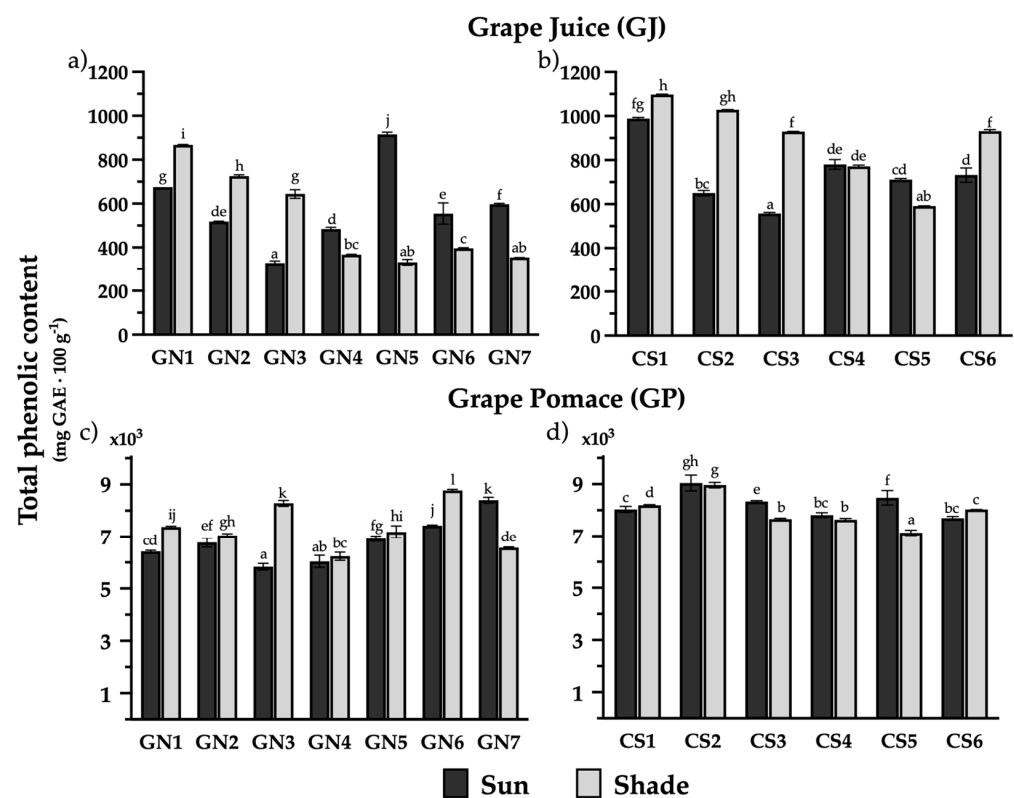 Grape Juice (GJ)
a)
1200
1000
800
600
400
200
0
g i de h a g d bc j ab e c f ab
GN1 GN2 GN3 GN4 GN5 GN6 GN7
b)
1200
1000
800
600
400
200
0
fg h bc gh a f de de cd ab d f
CS1 CS2 CS3 CS4 CS5 CS6
Total phenolic content
(mg GAE · 100 g⁻¹)
Grape Pomace (GP)
c)
x10³
9
7
5
3
1
cd ij ef gh a k ab bc fg hi j l k de
GN1 GN2 GN3 GN4 GN5 GN6 GN7
d)
x10³
9
7
5
3
1
c d gh g e b bc b f a bc c
CS1 CS2 CS3 CS4 CS5 CS6
Sun Shade